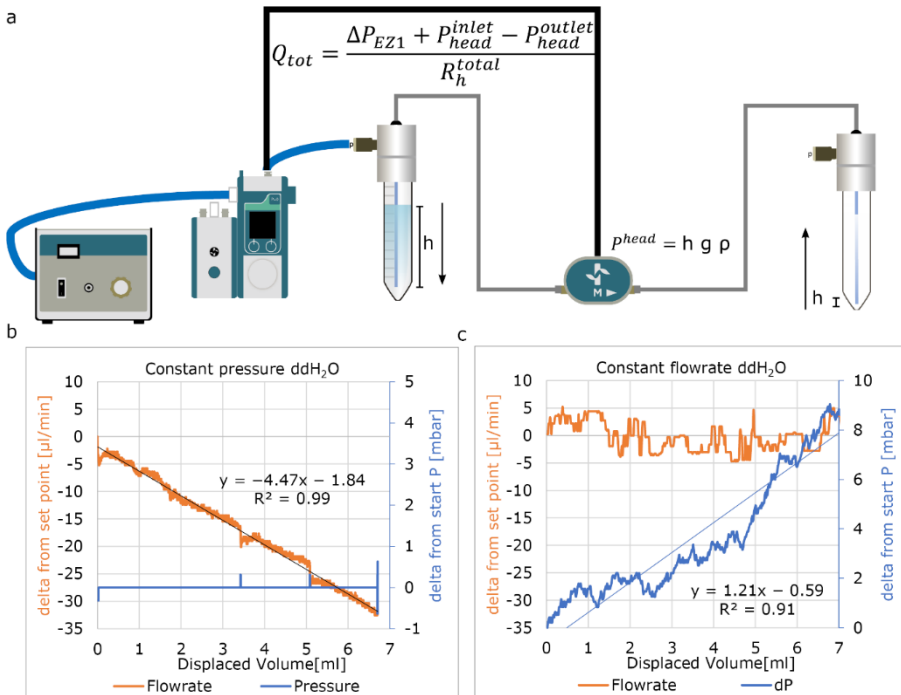 a
Q_tot = (ΔP_EZ1 + P_head^inlet − P_head^outlet) / R_h^total
h
P^head = h g ρ
M
h
b
Constant pressure ddH₂O
delta from set point [µl/min]
10
5
0
-5
-10
-15
-20
-25
-30
-35
y = −4.47x - 1.84
R² = 0.99
5
4
3
2
1
0
-1
delta from start P [mbar]
0 1 2 3 4 5 6 7
Displaced Volume[ml]
Flowrate Pressure
c
Constant flowrate ddH₂O
delta from set point [µl/min]
10
5
0
-5
-10
-15
-20
-25
-30
-35
y = 1.21x - 0.59
R² = 0.91
10
8
6
4
2
0
delta from start P [mbar]
0 1 2 3 4 5 6 7
Displaced Volume[ml]
Flowrate dP